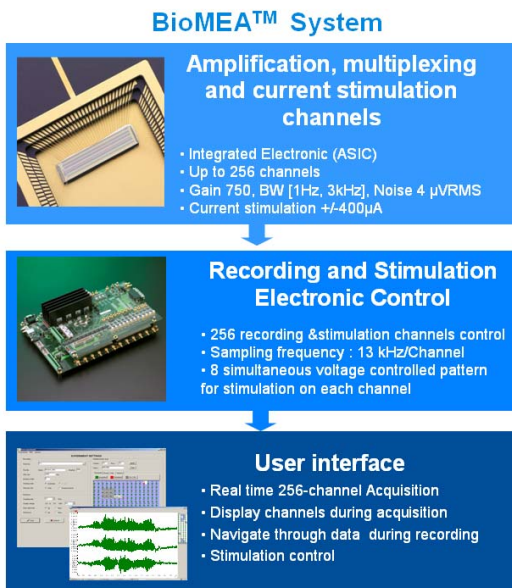 BioMEA™ System
Amplification, multiplexing
and current stimulation
channels
• Integrated Electronic (ASIC)
• Up to 256 channels
• Gain 750, BW [1Hz, 3kHz], Noise 4 µVRMS
• Current stimulation +/-400µA
Recording and Stimulation
Electronic Control
• 256 recording &stimulation channels control
• Sampling frequency : 13 kHz/Channel
• 8 simultaneous voltage controlled pattern
for stimulation on each channel
User interface
• Real time 256-channel Acquisition
• Display channels during acquisition
• Navigate through data during recording
• Stimulation control